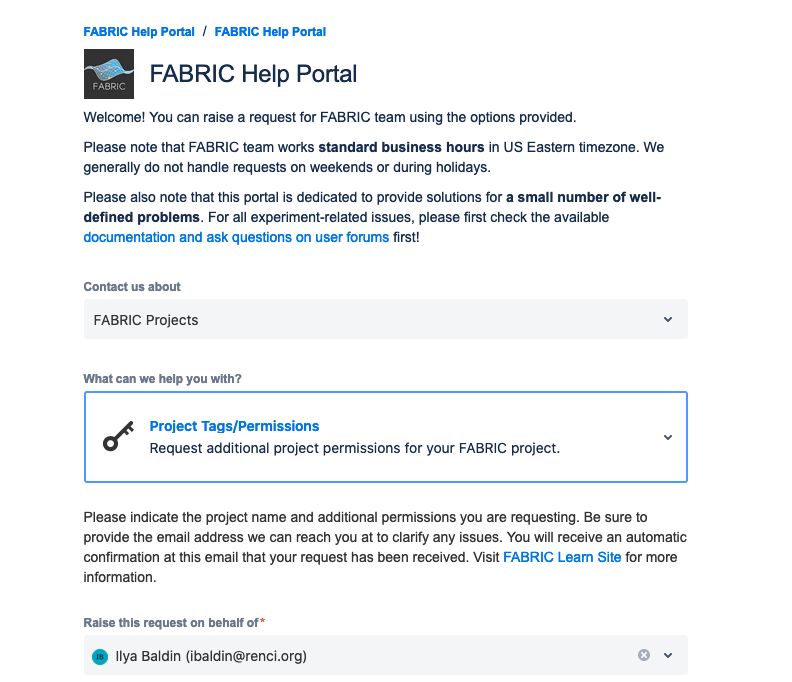 FABRIC Help Portal / FABRIC Help Portal
FABRIC
FABRIC Help Portal
Welcome! You can raise a request for FABRIC team using the options provided.
Please note that FABRIC team works standard business hours in US Eastern timezone. We
generally do not handle requests on weekends or during holidays.
Please also note that this portal is dedicated to provide solutions for a small number of well-
defined problems. For all experiment-related issues, please first check the available
documentation and ask questions on user forums first!
Contact us about
FABRIC Projects
What can we help you with?
Project Tags/Permissions
Request additional project permissions for your FABRIC project.
Please indicate the project name and additional permissions you are requesting. Be sure to
provide the email address we can reach you at to clarify any issues. You will receive an automatic
confirmation at this email that your request has been received. Visit FABRIC Learn Site for more
information.
Raise this request on behalf of*
IB Ilya Baldin (ibaldin@renci.org)